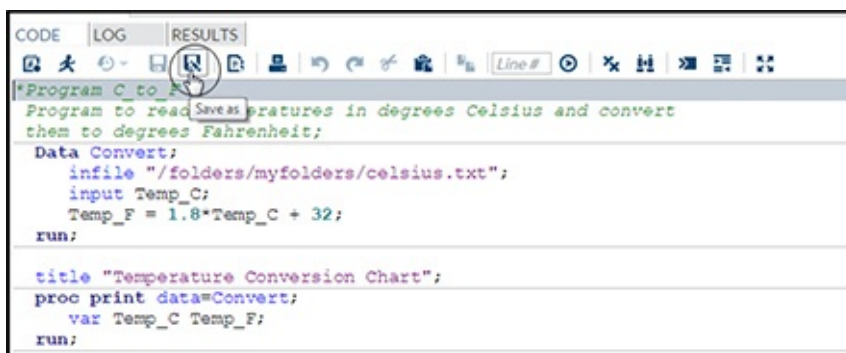 CODE LOG RESULTS
Line #
*Program C_to_F
Save as
Program to read temperatures in degrees Celsius and convert
them to degrees Fahrenheit;
Data Convert;
infile "/folders/myfolders/celsius.txt";
input Temp_C;
Temp_F = 1.8*Temp_C + 32;
run;
title "Temperature Conversion Chart";
proc print data=Convert;
var Temp_C Temp_F;
run;